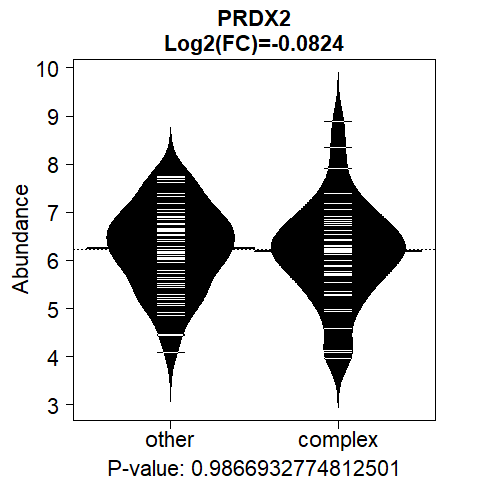 PRDX2
Log2(FC)=-0.0824
10
9
8
7
6
5
4
3
Abundance
other complex
P-value: 0.9866932774812501